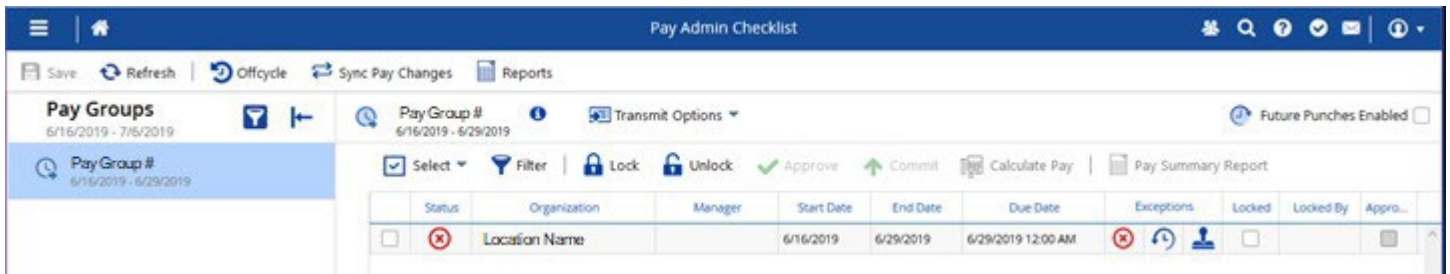 Pay Admin Checklist
Save Refresh Offcycle Sync Pay Changes Reports
Pay Groups
6/16/2019 - 7/6/2019
Pay Group #
6/16/2019 - 6/29/2019
Pay Group #
6/16/2019 - 6/29/2019
Transmit Options
Future Punches Enabled
Select Filter Lock Unlock Approve Commit Calculate Pay Pay Summary Report
Status Organization Manager Start Date End Date Due Date Exceptions Locked Locked By Appro...
Location Name 6/16/2019 6/29/2019 6/29/2019 12:00 AM